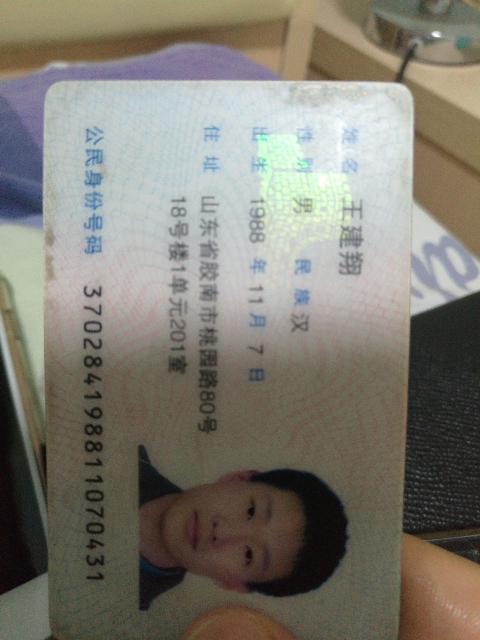 姓名 王建翔
性别 男 民族 汉
出生 1988 年 11 月 7 日
住址 山东省胶南市桃园路80号
18号楼1单元201室
公民身份号码 370284198811070431